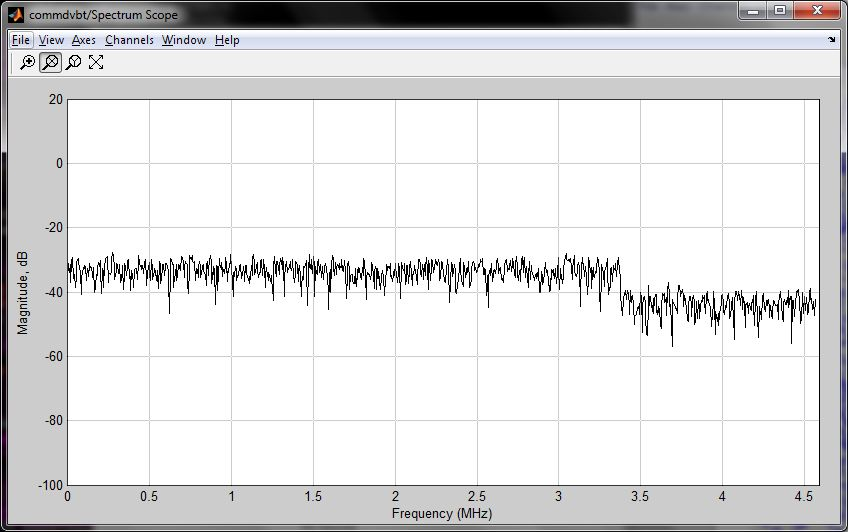 commdvbt/Spectrum Scope
File View Axes Channels Window Help
20
0
-20
-40
-60
-80
-100
Magnitude, dB
0 0.5 1 1.5 2 2.5 3 3.5 4 4.5
Frequency (MHz)